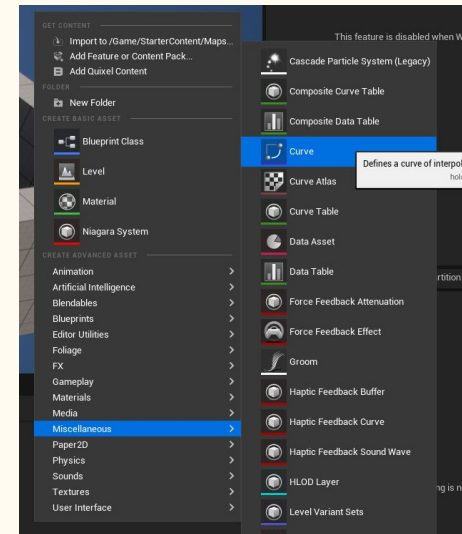 GET CONTENT
Import to /Game/StarterContent/Maps...
Add Feature or Content Pack...
Add Quixel Content
FOLDER
New Folder
CREATE BASIC ASSET
Blueprint Class
Level
Material
Niagara System
CREATE ADVANCED ASSET
Animation
Artificial Intelligence
Blendables
Blueprints
Editor Utilities
Foliage
FX
Gameplay
Materials
Media
Miscellaneous
Paper2D
Physics
Sounds
Textures
User Interface
This feature is disabled when W
Cascade Particle System (Legacy)
Composite Curve Table
Composite Data Table
Curve
Defines a curve of interpol
hol
Curve Atlas
Curve Table
Data Asset
Data Table
rtition
Force Feedback Attenuation
Force Feedback Effect
Groom
Haptic Feedback Buffer
Haptic Feedback Curve
Haptic Feedback Sound Wave
HLOD Layer
ng is n
Level Variant Sets